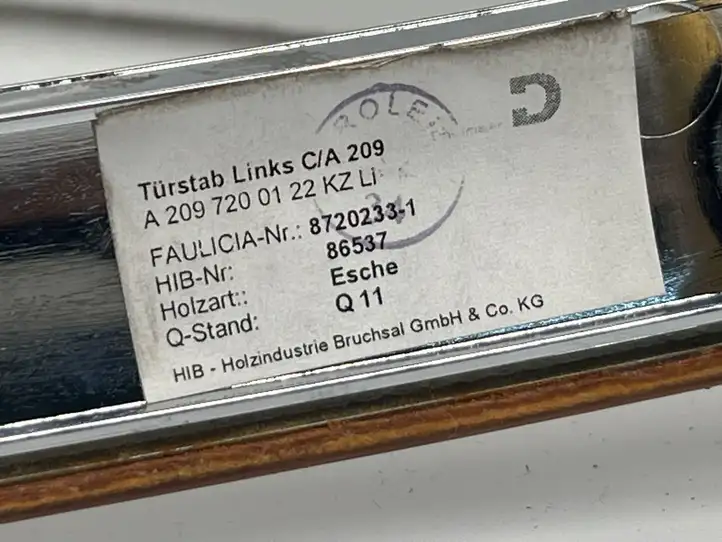 Türstab Links C/A 209
A 209 720 01 22 KZ Li
FAULICIA-Nr.: 8720233-1
HIB-Nr: 86537
Holzart:: Esche
Q-Stand: Q 11
HIB - Holzindustrie Bruchsal GmbH & Co. KG